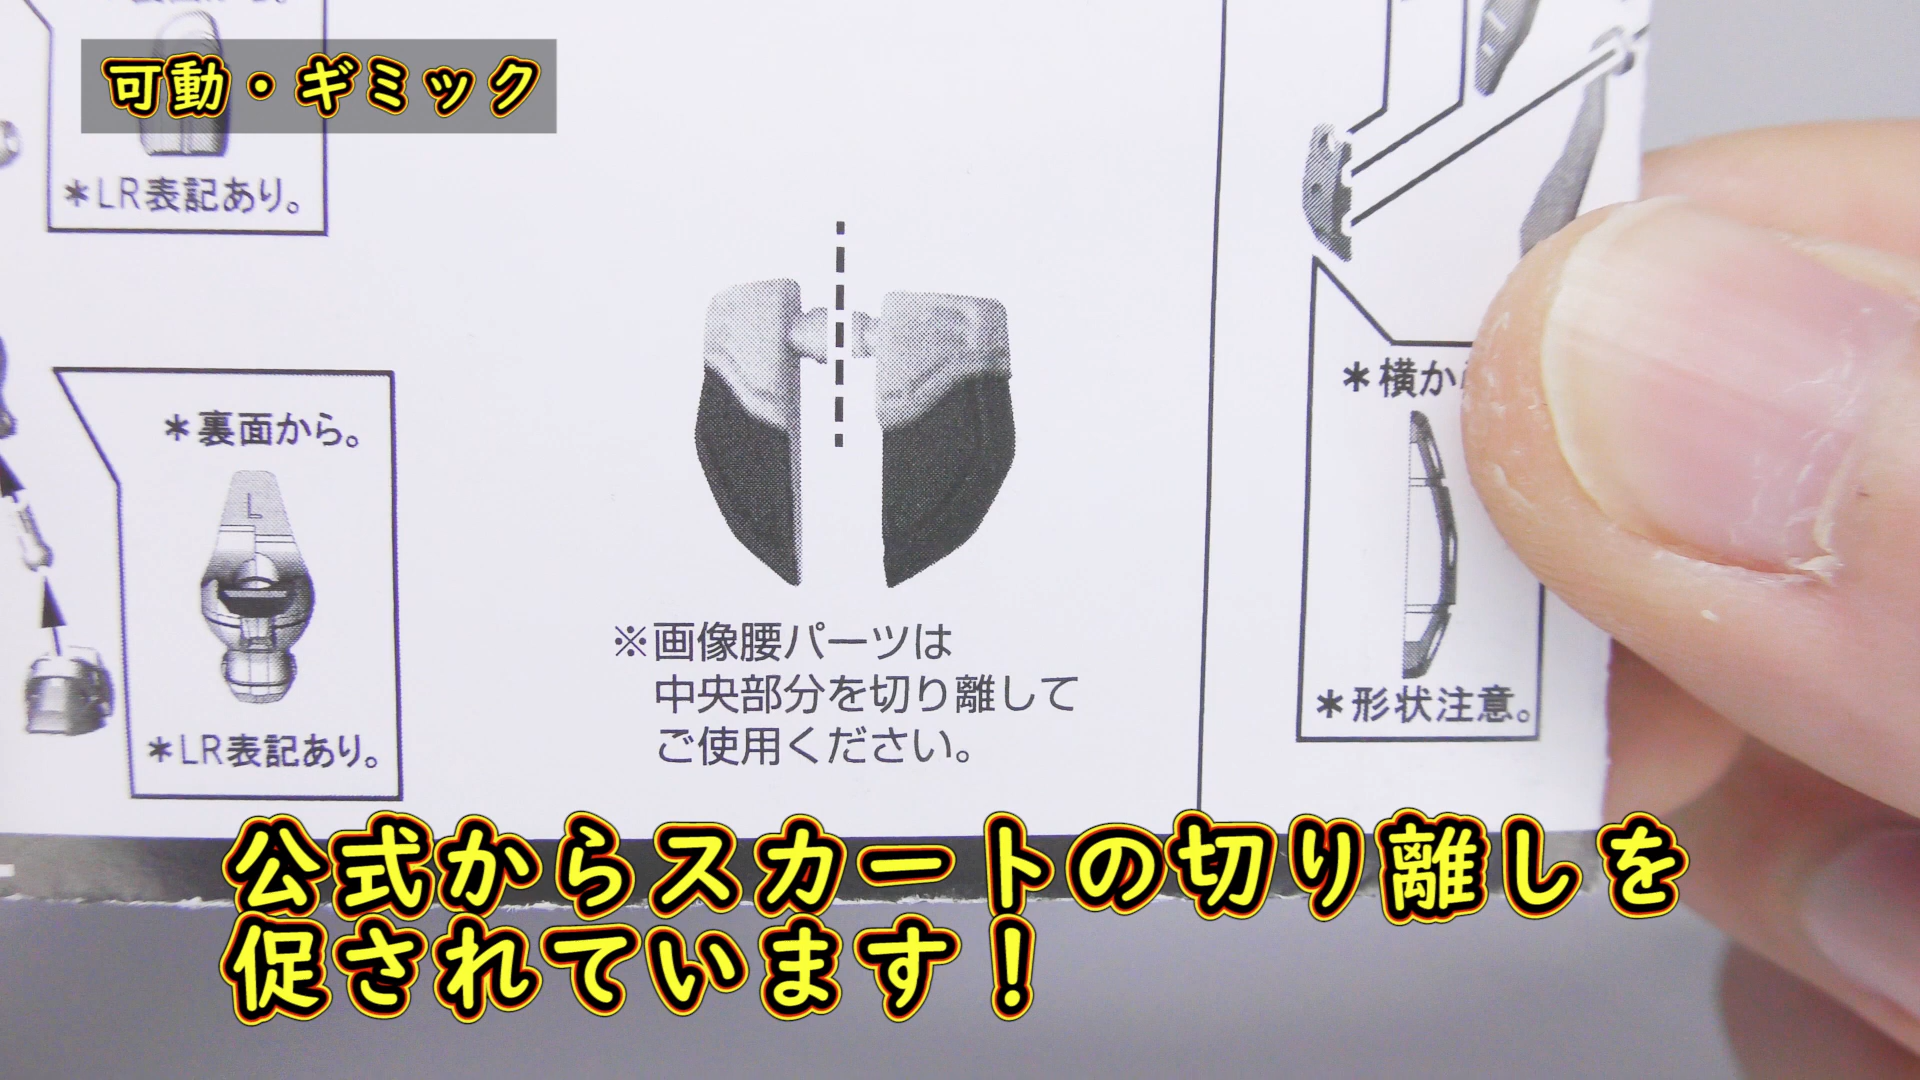 可動・ギミック
＊LR表記あり。
＊裏面から。
L
＊LR表記あり。
※画像腰パーツは
中央部分を切り離して
ご使用ください。
＊横か
＊形状注意。
公式からスカートの切り離しを
促されています！